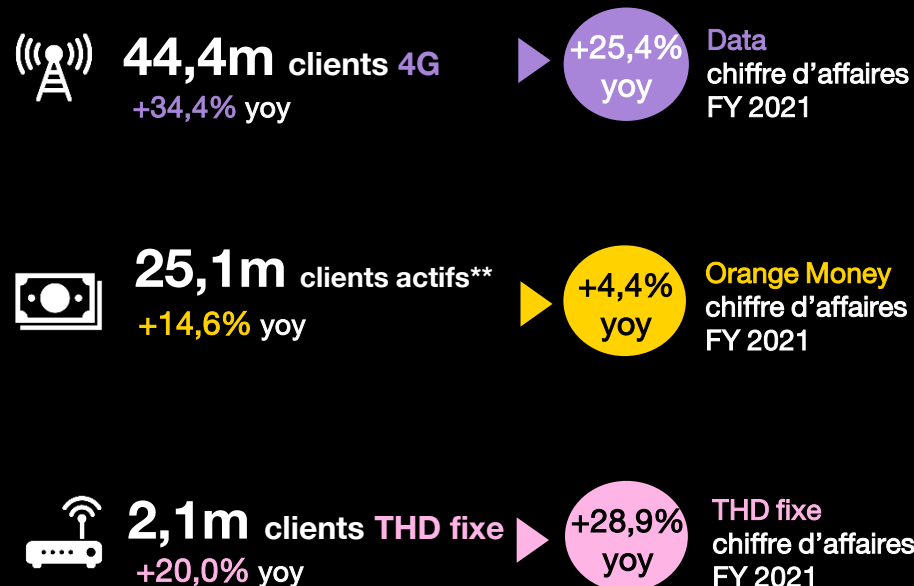 44,4m clients 4G
+34,4% yoy
+25,4%
yoy
Data
chiffre d'affaires
FY 2021
25,1m clients actifs**
+14,6% yoy
+4,4%
yoy
Orange Money
chiffre d'affaires
FY 2021
2,1m clients THD fixe
+20,0% yoy
+28,9%
yoy
THD fixe
chiffre d'affaires
FY 2021